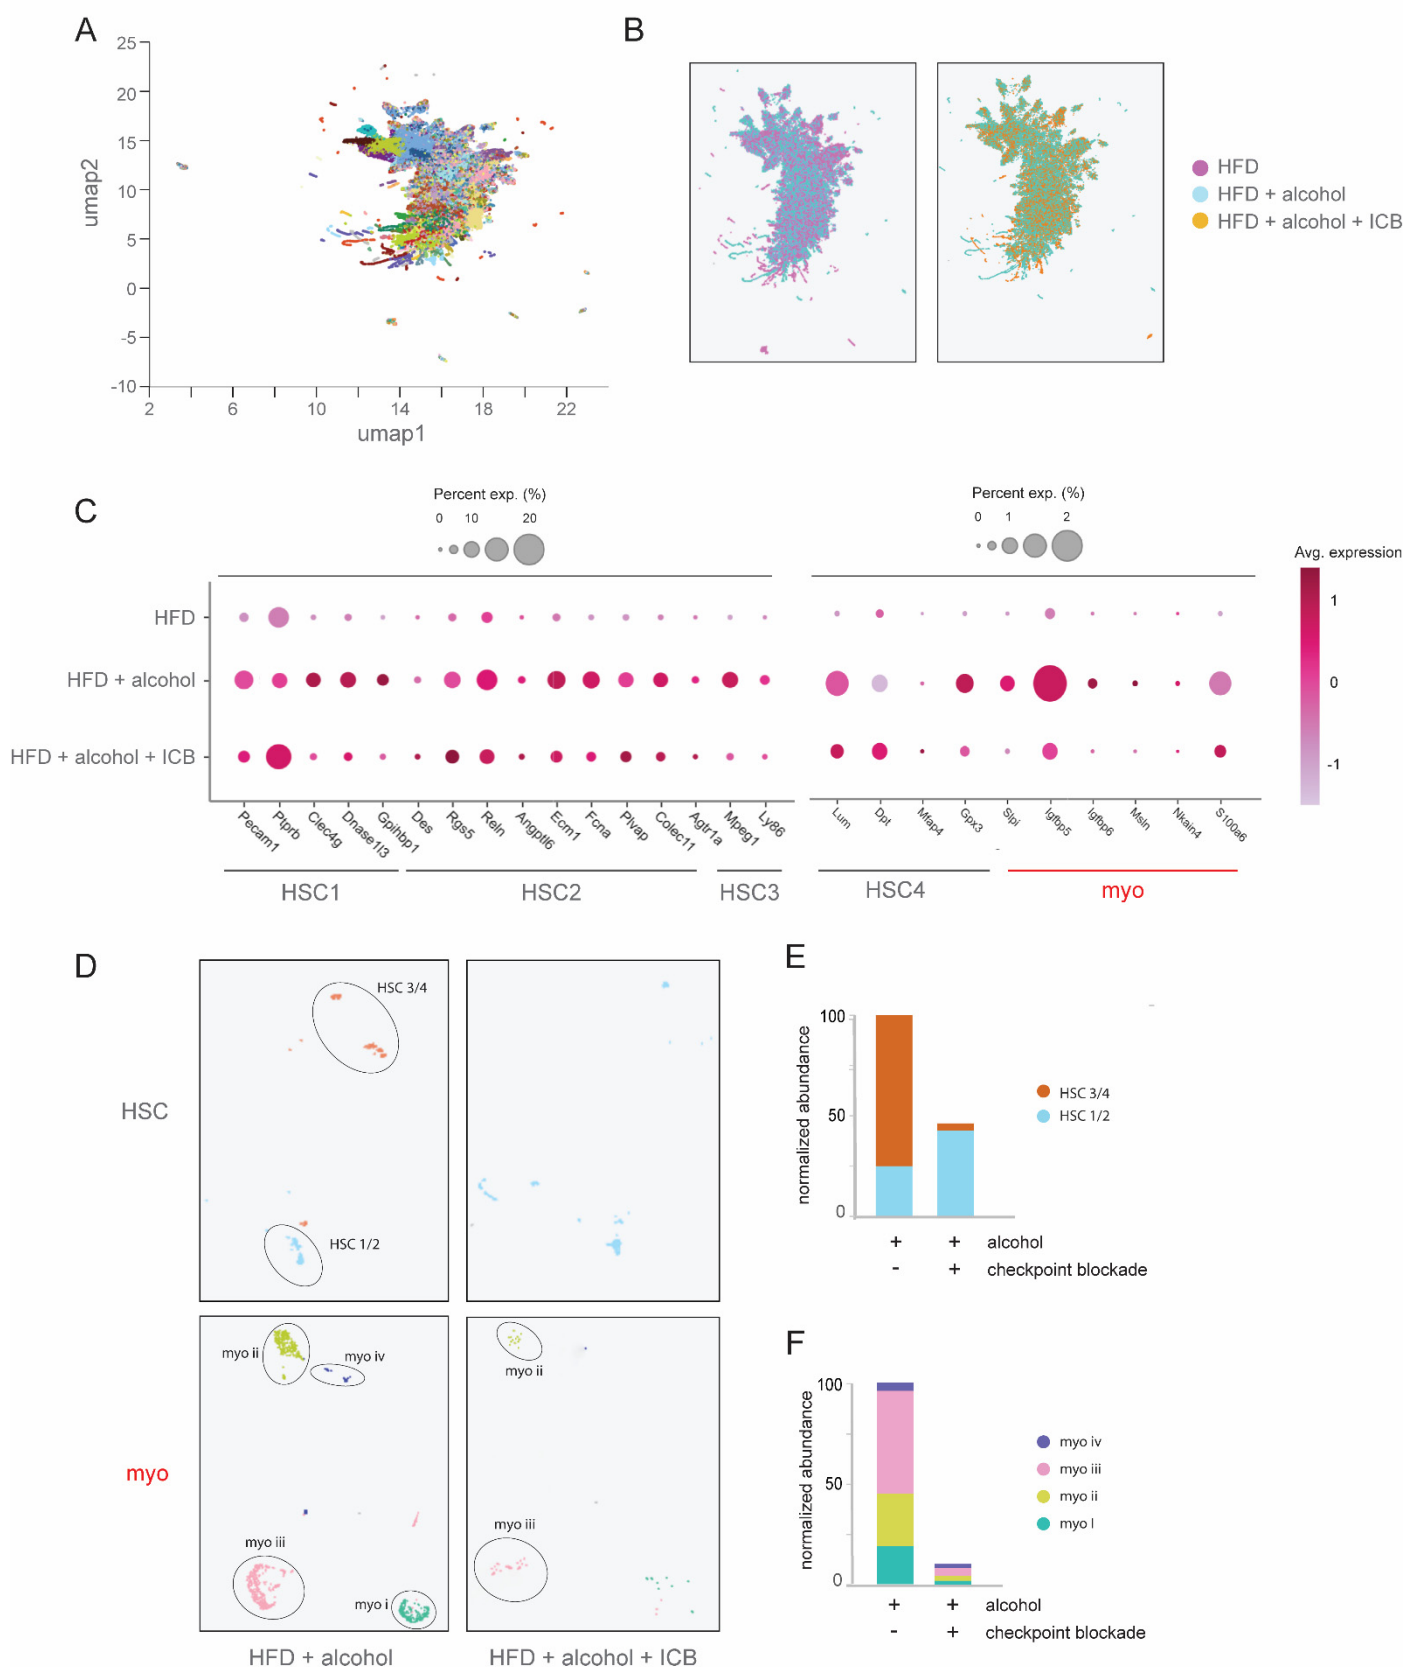 A
25
20
15
10
5
0
-5
-10
2
6
10
14
18
22
umap2
umap1
B
HFD
HFD + alcohol
HFD + alcohol + ICB
C
Percent exp. (%)
0 10 20
Percent exp. (%)
0 1 2
Avg. expression
1
0
-1
HFD
HFD + alcohol
HFD + alcohol + ICB
Pecam1
Ptprb
Clec4g
Dnase1l3
Gpihbp1
Des
Rgs5
Reln
Angptl6
Ecm1
Fcna
Plvap
Colec11
Agtr1a
Mpeg1
Ly86
Lum
Dpt
Mfap4
Gpx3
Slpi
Igfbp5
Igfbp6
Msln
Nkain4
S100a6
HSC1
HSC2
HSC3
HSC4
myo
D
HSC
HSC 3/4
HSC 1/2
myo
myo ii
myo iv
myo iii
myo i
myo ii
myo iii
HFD + alcohol
HFD + alcohol + ICB
E
normalized abundance
100
50
0
HSC 3/4
HSC 1/2
+ + alcohol
- + checkpoint blockade
F
normalized abundance
100
50
0
myo iv
myo iii
myo ii
myo I
+ + alcohol
- + checkpoint blockade